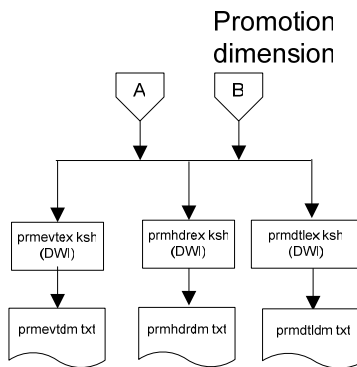 Promotion
dimension
A
B
prmevtex ksh
(DWI)
prmhdrex ksh
(DWI)
prmdtlex ksh
(DWI)
prmevtdm txt
prmhdrdm txt
prmdtldm txt